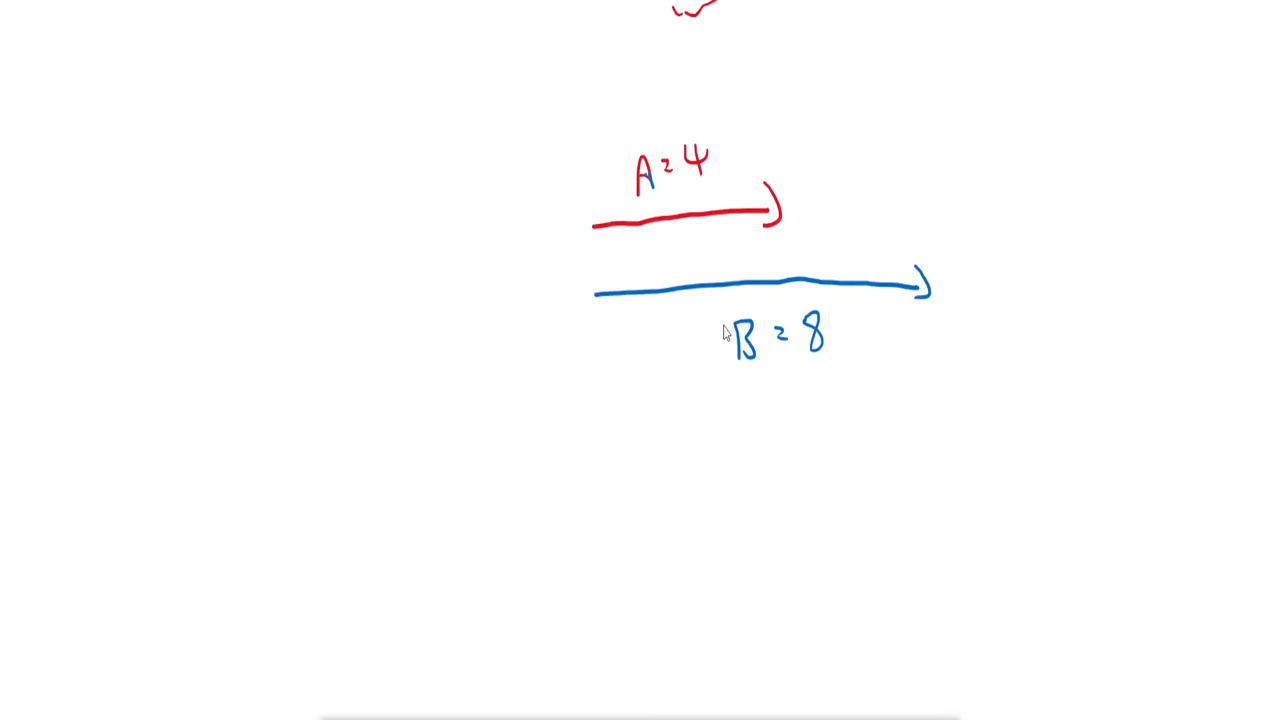 A = 4
B = 8